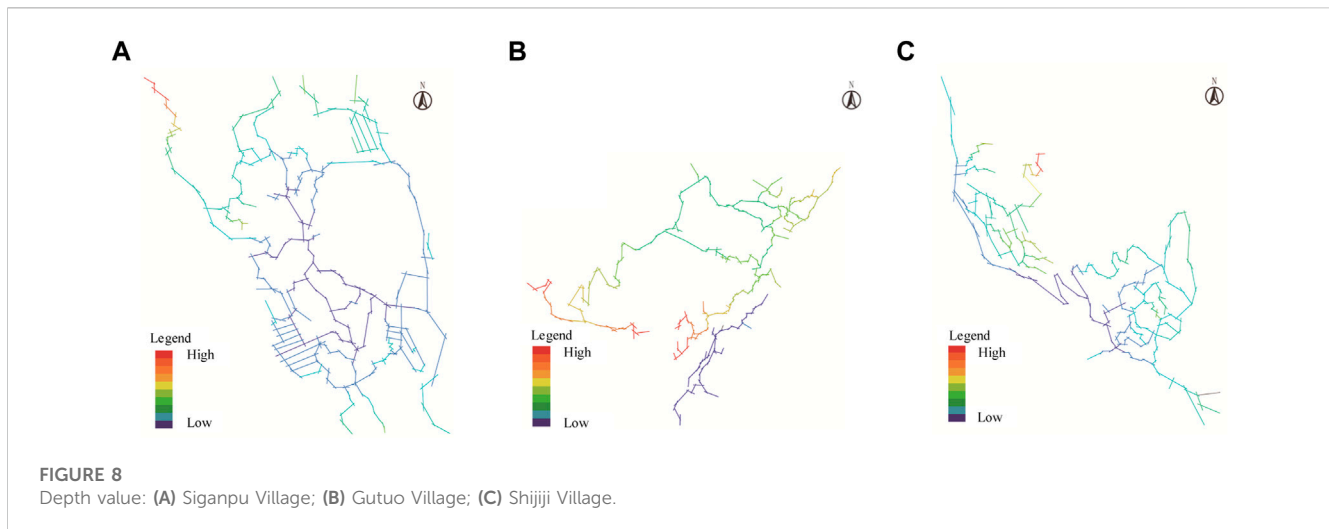 A
B
C
N
N
N
Legend
High
Low
Legend
High
Low
Legend
High
Low
FIGURE 8
Depth value: (A) Siganpu Village; (B) Gutuo Village; (C) Shijiji Village.